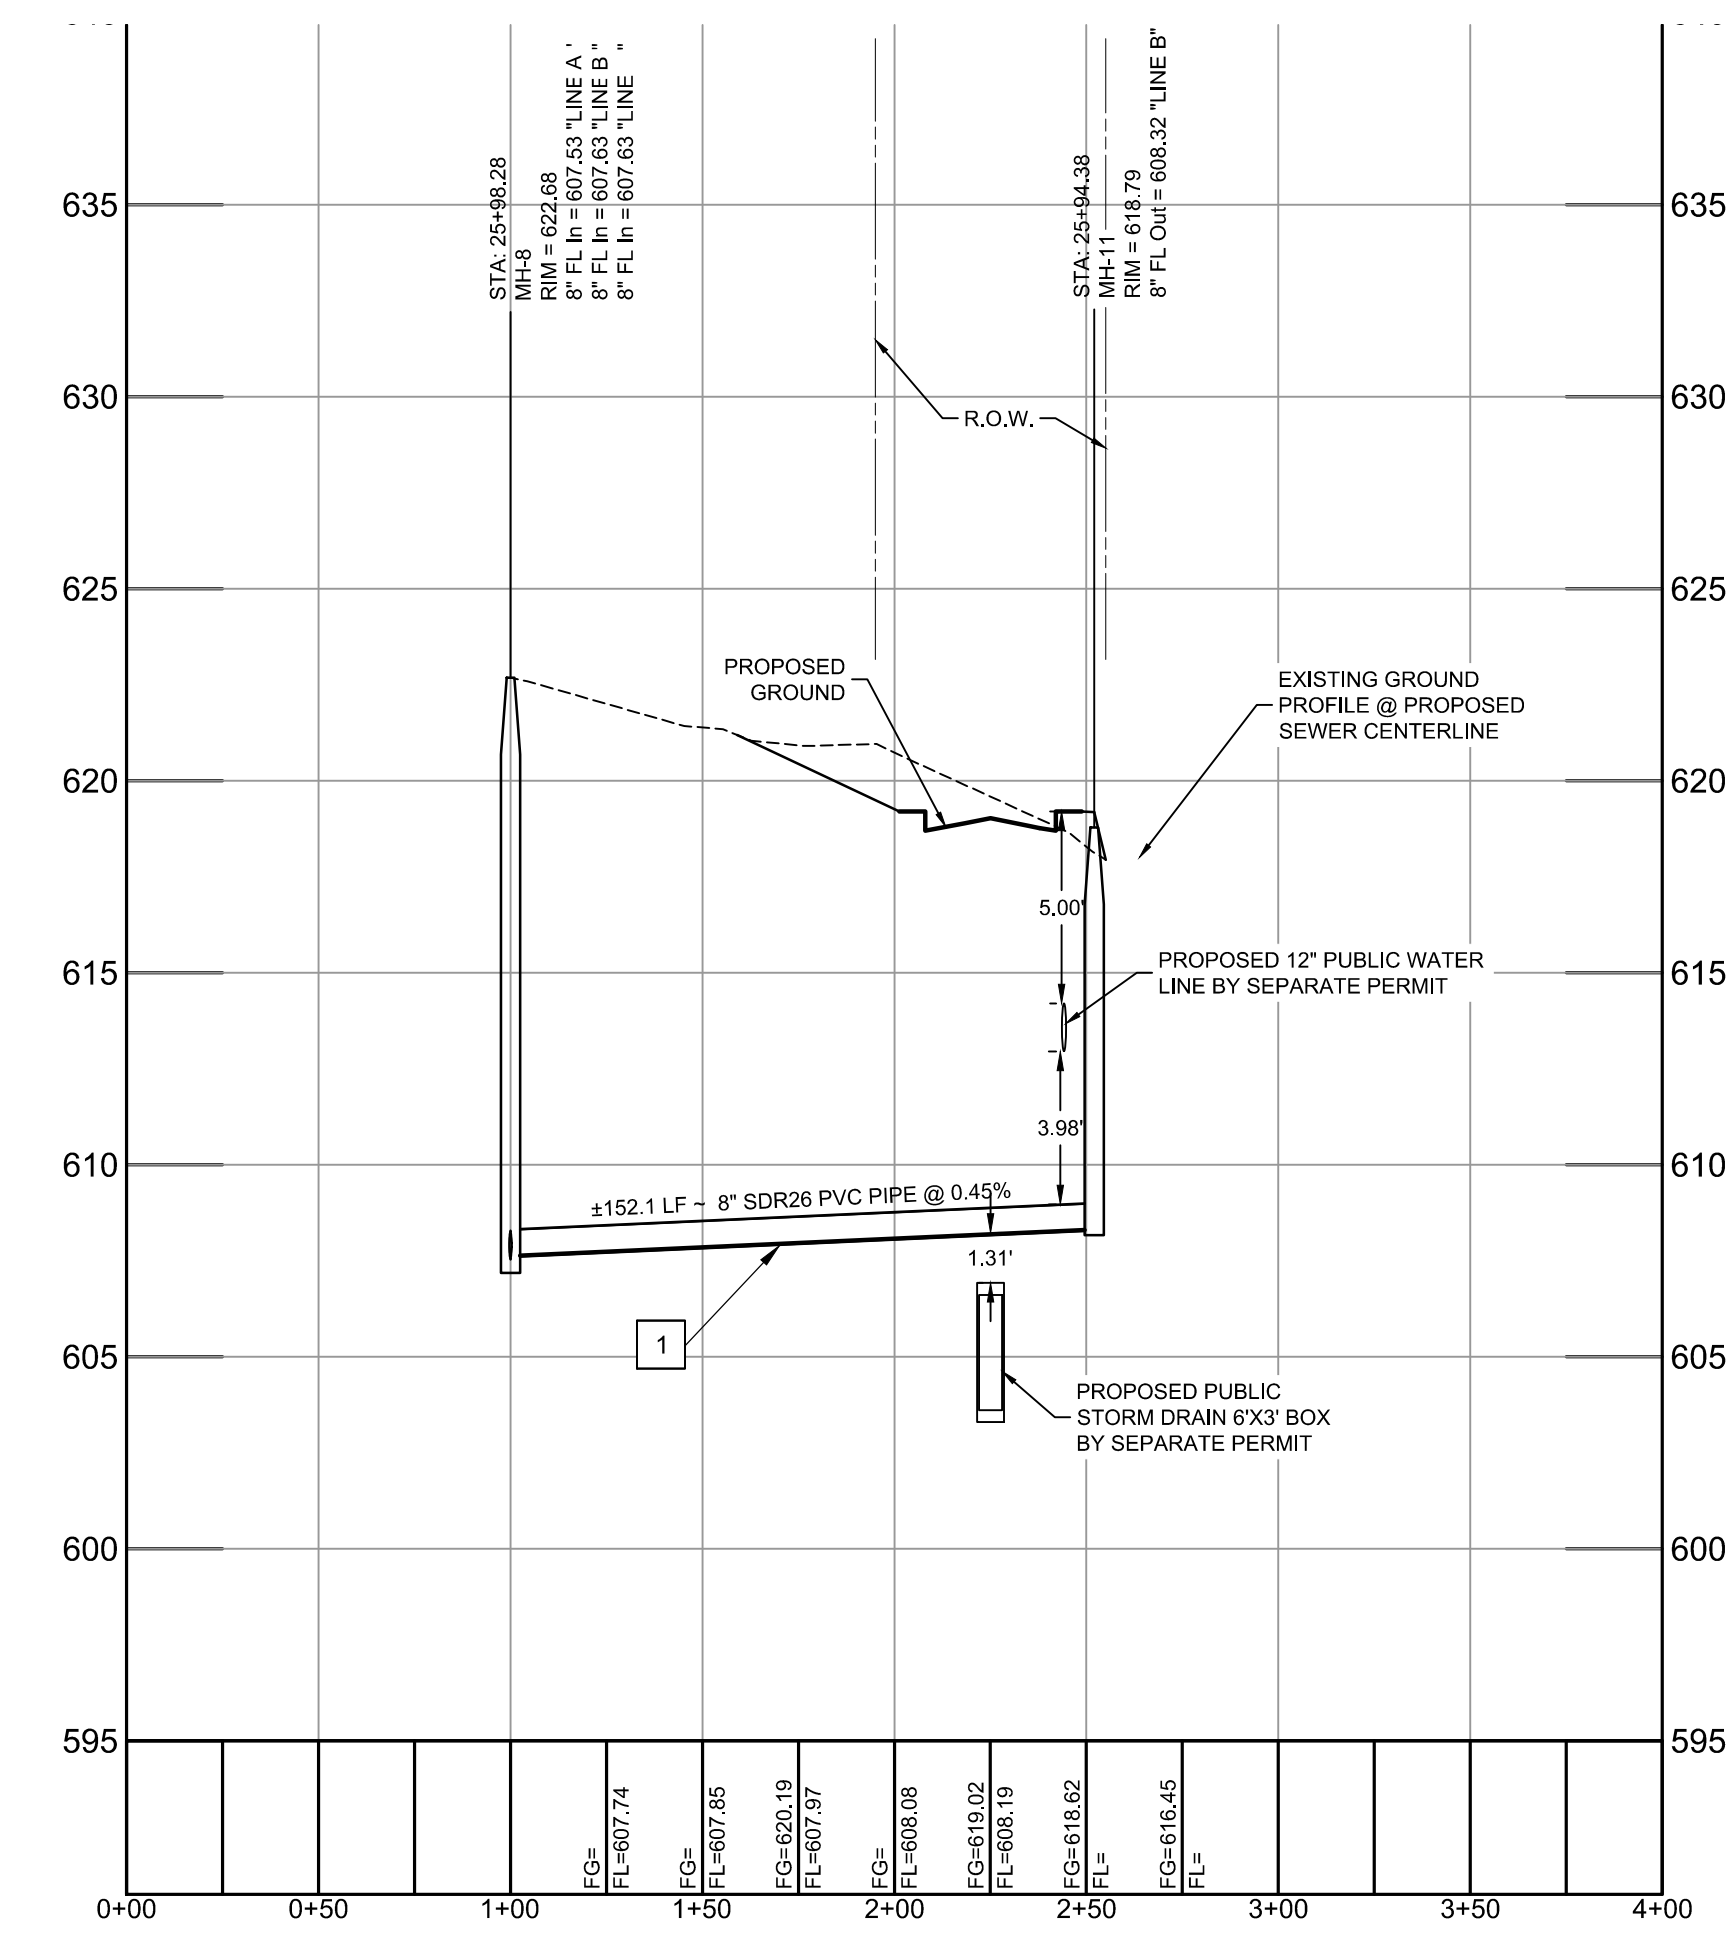 STA: 25+98.28
MH-8
RIM = 622.68
8" FL In = 607.53 "LINE A"
8" FL In = 607.63 "LINE B"
8" FL In = 607.63 "LINE "
STA: 25+94.38
MH-11
RIM = 618.79
8" FL Out = 608.32 "LINE B"
635 635
630 630
R.O.W.
625 625
PROPOSED
GROUND
EXISTING GROUND
PROFILE @ PROPOSED
SEWER CENTERLINE
620 620
5.00'
PROPOSED 12" PUBLIC WATER
LINE BY SEPARATE PERMIT
615 615
3.98'
610 610
±152.1 LF ~ 8" SDR26 PVC PIPE @ 0.45%
1.31'
1
605 605
PROPOSED PUBLIC
STORM DRAIN 6'X3' BOX
BY SEPARATE PERMIT
600 600
595 595
FG=
FL=607.74
FG=
FL=607.85
FG=620.19
FL=607.97
FG=
FL=608.08
FG=619.02
FL=608.19
FG=618.62
FL=
FG=616.45
FL=
0+00 0+50 1+00 1+50 2+00 2+50 3+00 3+50 4+00